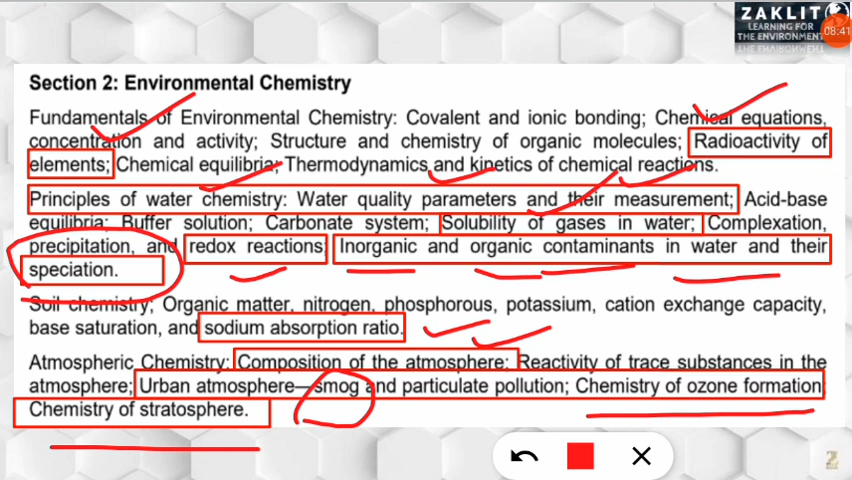 ZAKLIT
LEARNING FOR
THE ENVIRONMENT
08:41
Section 2: Environmental Chemistry
Fundamentals of Environmental Chemistry: Covalent and ionic bonding; Chemical equations,
concentration and activity; Structure and chemistry of organic molecules; Radioactivity of
elements; Chemical equilibria; Thermodynamics and kinetics of chemical reactions.
Principles of water chemistry: Water quality parameters and their measurement; Acid-base
equilibria; Buffer solution; Carbonate system; Solubility of gases in water; Complexation,
precipitation, and redox reactions; Inorganic and organic contaminants in water and their
speciation.
Soil chemistry; Organic matter, nitrogen, phosphorous, potassium, cation exchange capacity,
base saturation, and sodium absorption ratio.
Atmospheric Chemistry: Composition of the atmosphere; Reactivity of trace substances in the
atmosphere; Urban atmosphere—smog and particulate pollution; Chemistry of ozone formation
Chemistry of stratosphere.